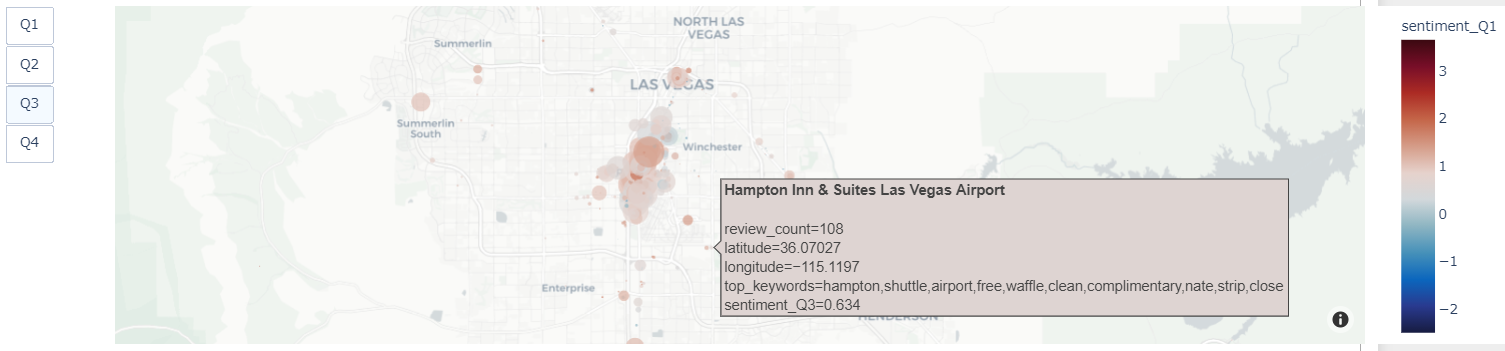 Q1
Q2
Q3
Q4
NORTH LAS
VEGAS
Summerlin
LAS VEGAS
Summerlin
South
Winchester
Enterprise
HENDERSON
Hampton Inn & Suites Las Vegas Airport
review_count=108
latitude=36.07027
longitude=−115.1197
top_keywords=hampton,shuttle,airport,free,waffle,clean,complimentary,nate,strip,close
sentiment_Q3=0.634
sentiment_Q1
3
2
1
0
−1
−2